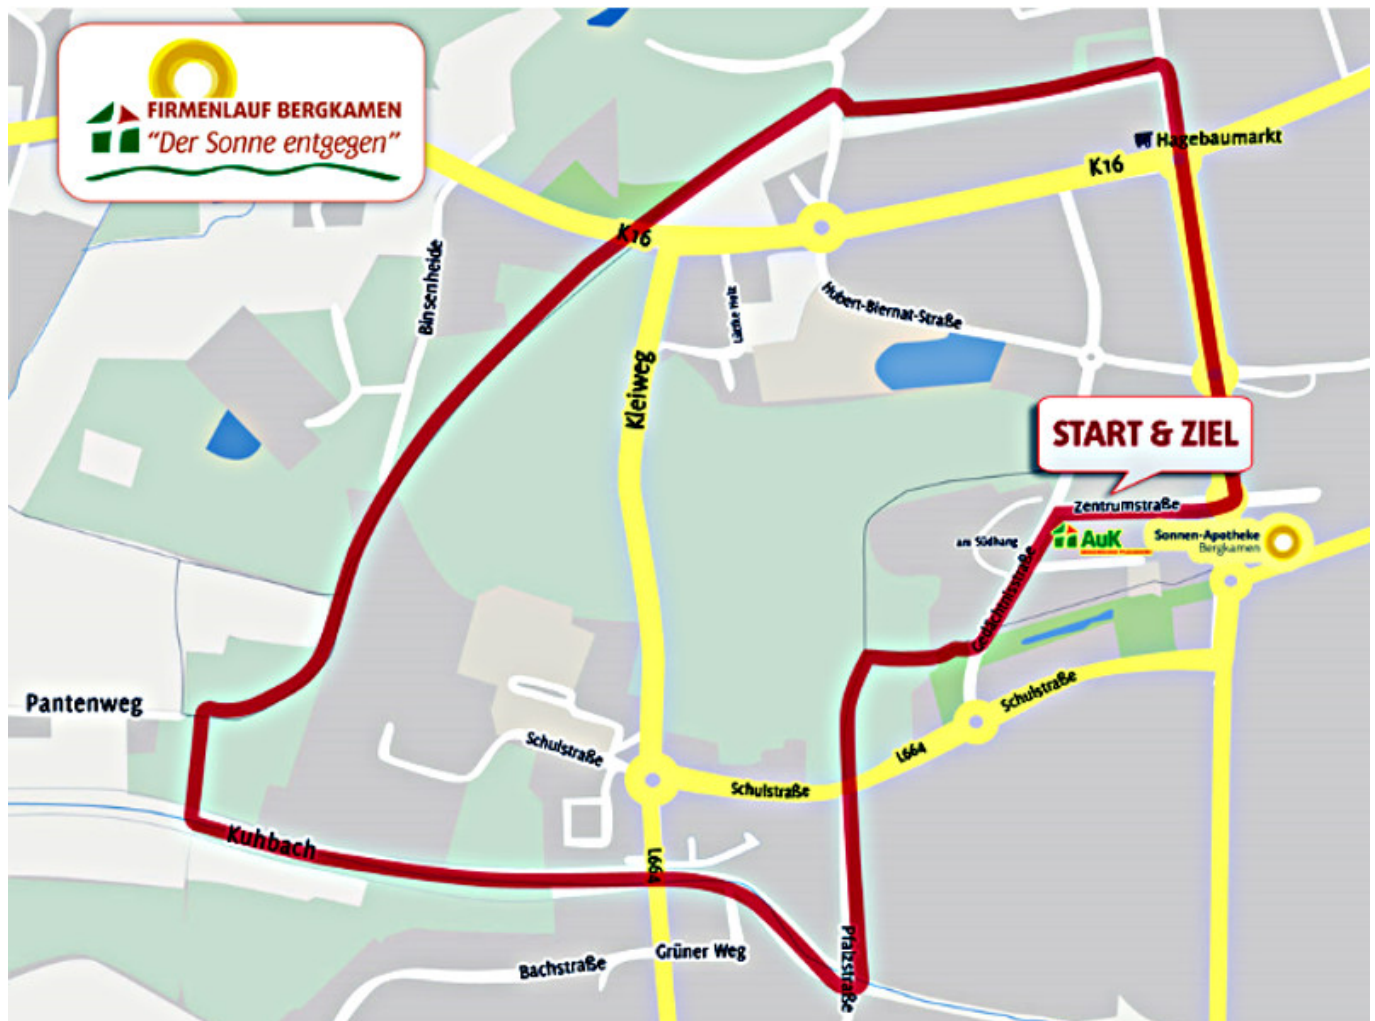 FIRMENLAUF BERGKAMEN
"Der Sonne entgegen"
Hagebaumarkt
K16
K16
Binsenheide
Lüttke Holz
Hubert-Biernat-Straße
Kleiweg
START & ZIEL
Zentrumstraße
am Südhang
AuK
Sonnen-Apotheke
Bergkamen
Gedächtnisstraße
Pantenweg
Schulstraße
Schulstraße
L664
Schulstraße
Kuhbach
L664
Pfalzstraße
Grüner Weg
Bachstraße